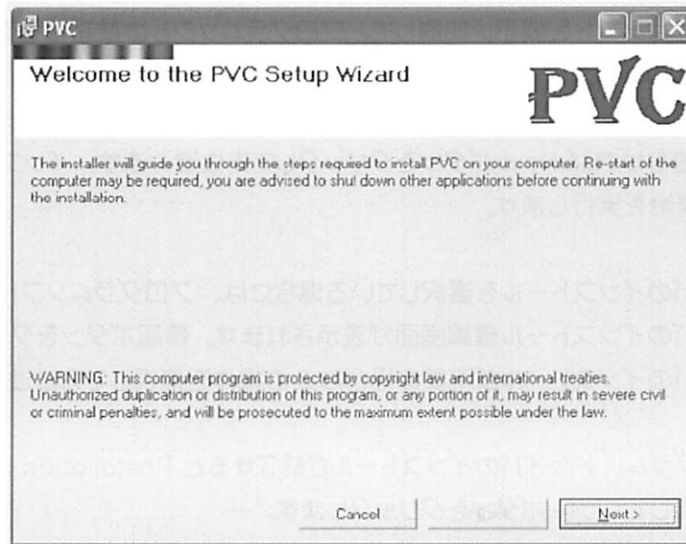 PVC
Welcome to the PVC Setup Wizard
PVC
The installer will guide you through the steps required to install PVC on your computer. Re-start of the
computer may be required, you are advised to shut down other applications before continuing with
the installation.
WARNING: This computer program is protected by copyright law and international treaties.
Unauthorized duplication or distribution of this program, or any portion of it, may result in severe civil
or criminal penalties, and will be prosecuted to the maximum extent possible under the law.
Cancel
Next >